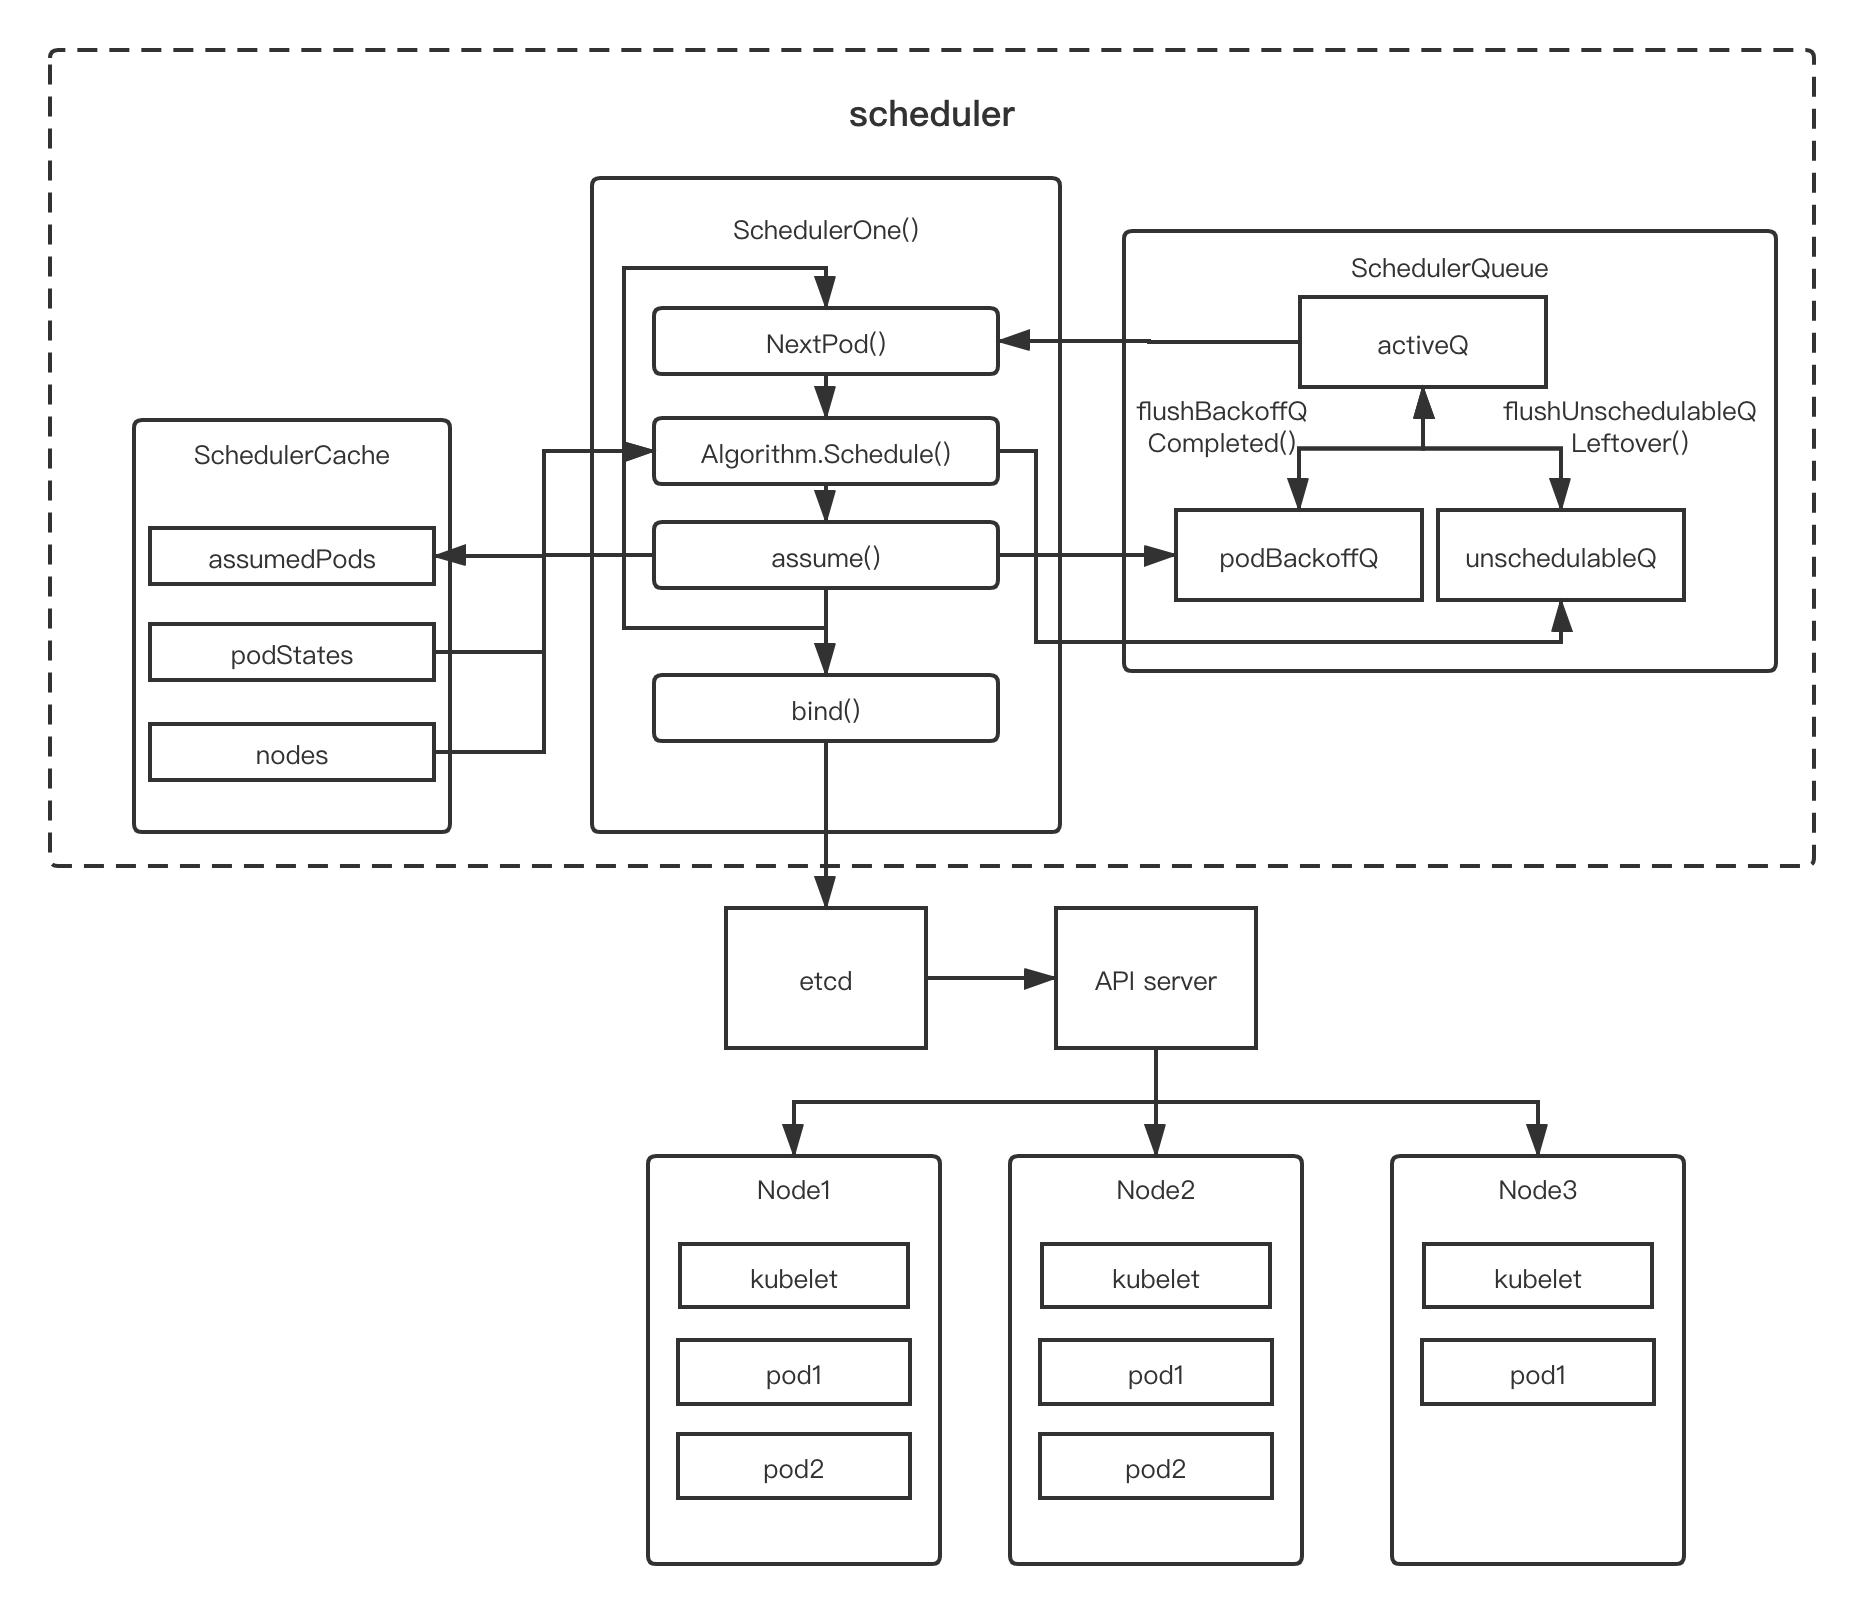 scheduler
SchedulerOne()
NextPod()
Algorithm.Schedule()
assume()
bind()
SchedulerCache
assumedPods
podStates
nodes
SchedulerQueue
activeQ
flushBackoffQ
Completed()
flushUnschedulableQ
Leftover()
podBackoffQ
unschedulableQ
etcd
API server
Node1
kubelet
pod1
pod2
Node2
kubelet
pod1
pod2
Node3
kubelet
pod1